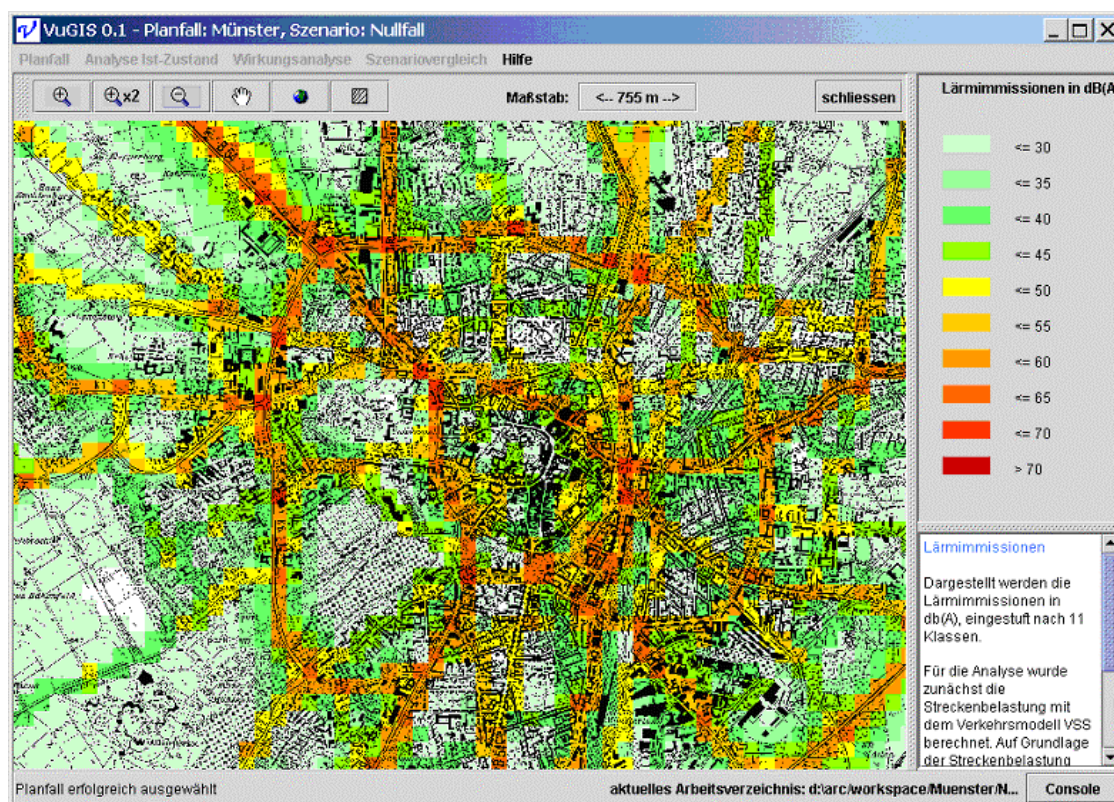 VuGIS 0.1 - Planfall: Münster, Szenario: Nullfall
Planfall Analyse Ist-Zustand Wirkungsanalyse Szenariovergleich Hilfe
x2 Maßstab: <-- 755 m --> schliessen
Lärmimmissionen in dB(A
<= 30
<= 35
<= 40
<= 45
<= 50
<= 55
<= 60
<= 65
<= 70
> 70
Lärmimmissionen
Dargestellt werden die
Lärmimmissionen in
db(A), eingestuft nach 11
Klassen.
Für die Analyse wurde
zunächst die
Streckenbelastung mit
dem Verkehrsmodell VSS
berechnet. Auf Grundlage
der Streckenbelastung
Planfall erfolgreich ausgewählt aktuelles Arbeitsverzeichnis: d:\arc/workspace/Muenster/N... Console